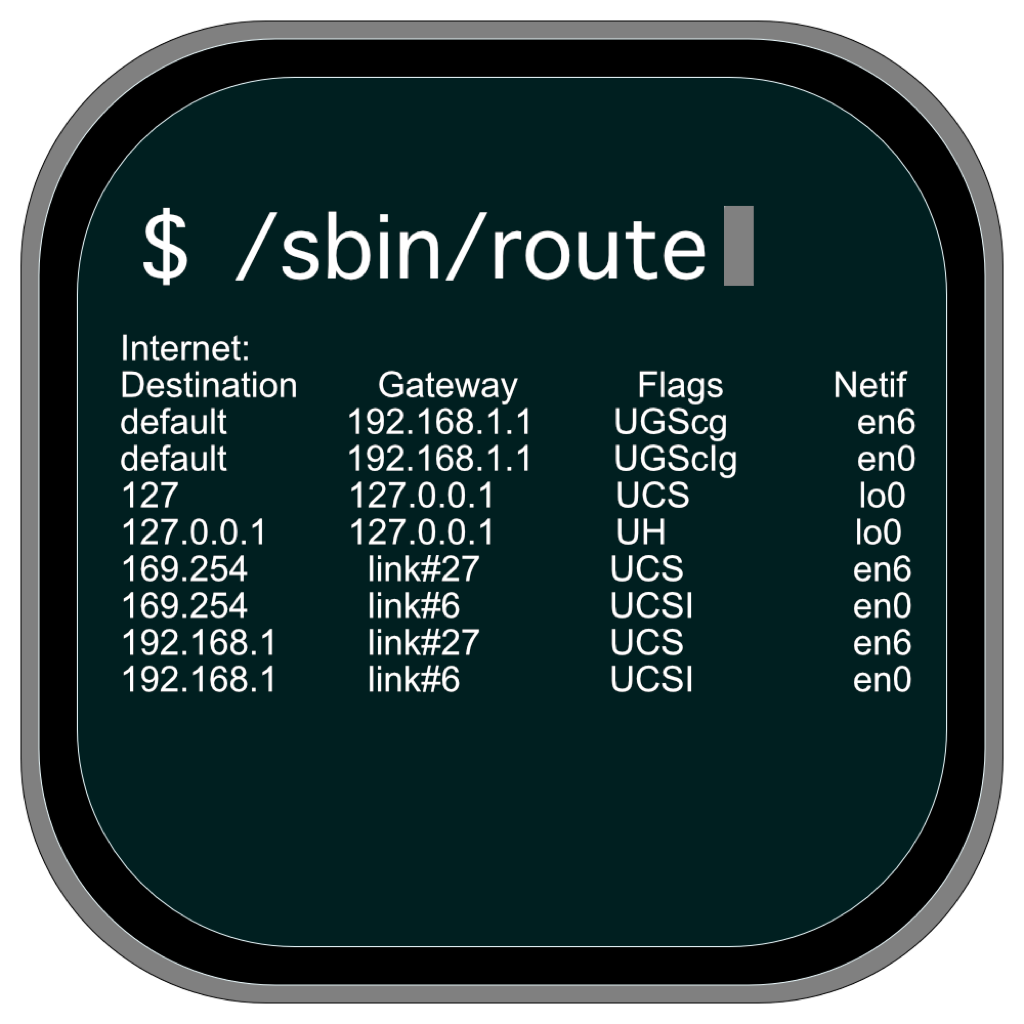 $ /sbin/route
Internet:
Destination Gateway Flags Netif
default 192.168.1.1 UGScg en6
default 192.168.1.1 UGScIg en0
127 127.0.0.1 UCS lo0
127.0.0.1 127.0.0.1 UH lo0
169.254 link#27 UCS en6
169.254 link#6 UCSI en0
192.168.1 link#27 UCS en6
192.168.1 link#6 UCSI en0